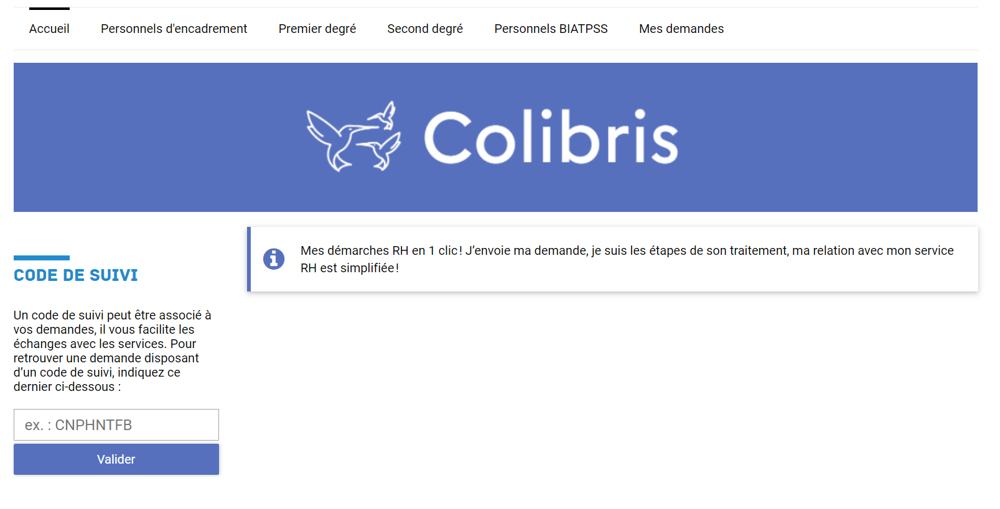 Accueil Personnels d'encadrement Premier degré Second degré Personnels BIATPSS Mes demandes
Colibris
CODE DE SUIVI
Un code de suivi peut être associé à
vos demandes, il vous facilite les
échanges avec les services. Pour
retrouver une demande disposant
d’un code de suivi, indiquez ce
dernier ci-dessous :
ex. : CNPHNTFB
Valider
Mes démarches RH en 1 clic ! J’envoie ma demande, je suis les étapes de son traitement, ma relation avec mon service
RH est simplifiée !